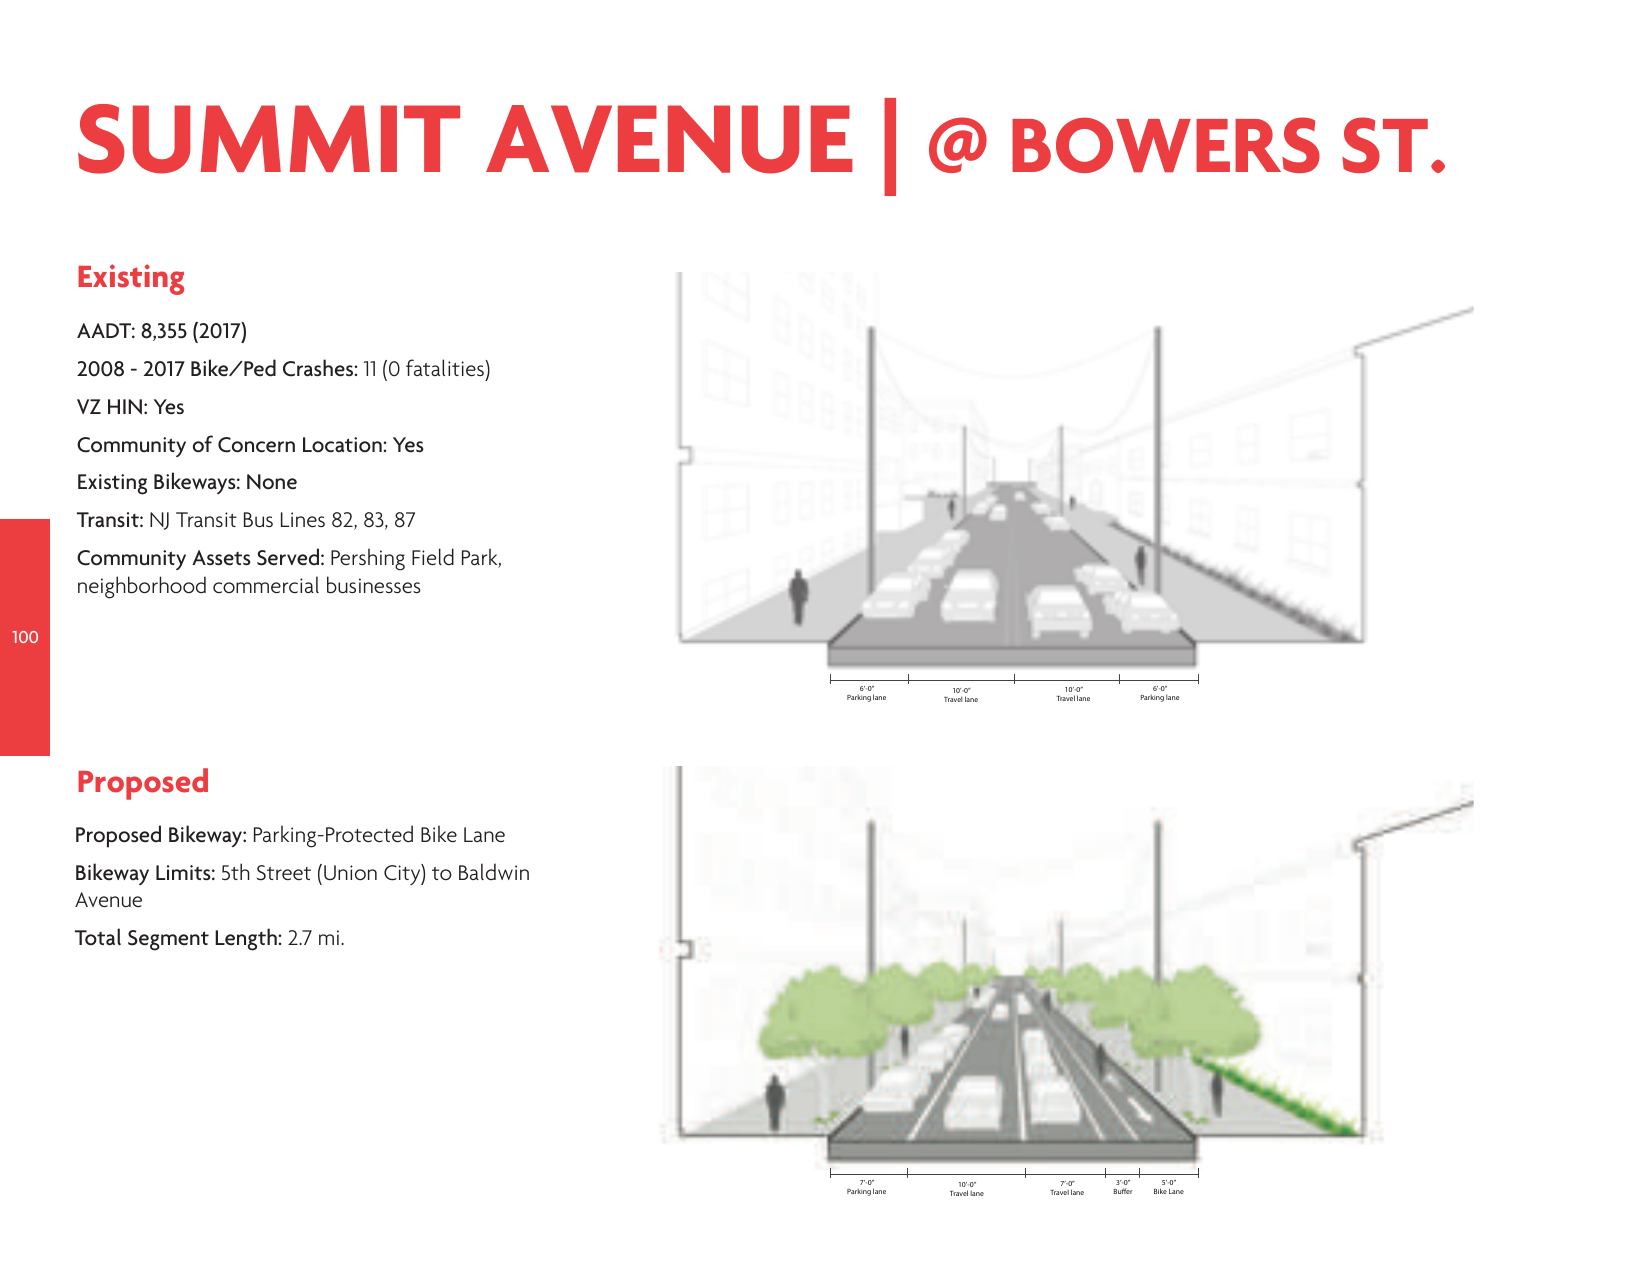 SUMMIT AVENUE | @ BOWERS ST.
Existing
AADT: 8,355 (2017)
2008 - 2017 Bike/Ped Crashes: 11 (0 fatalities)
VZ HIN: Yes
Community of Concern Location: Yes
Existing Bikeways: None
Transit: NJ Transit Bus Lines 82, 83, 87
Community Assets Served: Pershing Field Park,
neighborhood commercial businesses
100
6'-0"
Parking lane
10'-0"
Travel lane
10'-0"
Travel lane
6'-0"
Parking lane
Proposed
Proposed Bikeway: Parking-Protected Bike Lane
Bikeway Limits: 5th Street (Union City) to Baldwin
Avenue
Total Segment Length: 2.7 mi.
7'-0"
Parking lane
10'-0"
Travel lane
7'-0"
Travel lane
3'-0"
Buffer
5'-0"
Bike Lane